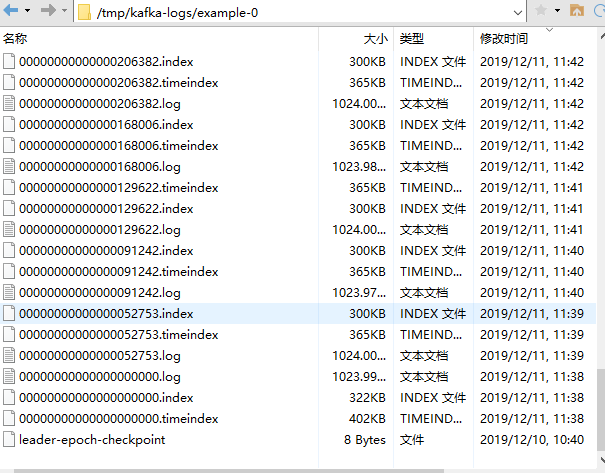 /tmp/kafka-logs/example-0
名称 大小 类型 修改时间
00000000000000206382.index 300KB INDEX 文件 2019/12/11, 11:42
00000000000000206382.timeindex 365KB TIMEIND... 2019/12/11, 11:42
00000000000000206382.log 1024.00... 文本文档 2019/12/11, 11:42
00000000000000168006.index 300KB INDEX 文件 2019/12/11, 11:42
00000000000000168006.timeindex 365KB TIMEIND... 2019/12/11, 11:42
00000000000000168006.log 1023.98... 文本文档 2019/12/11, 11:42
00000000000000129622.timeindex 365KB TIMEIND... 2019/12/11, 11:41
00000000000000129622.index 300KB INDEX 文件 2019/12/11, 11:41
00000000000000129622.log 1024.00... 文本文档 2019/12/11, 11:41
00000000000000091242.index 300KB INDEX 文件 2019/12/11, 11:40
00000000000000091242.timeindex 365KB TIMEIND... 2019/12/11, 11:40
00000000000000091242.log 1023.97... 文本文档 2019/12/11, 11:40
00000000000000052753.index 300KB INDEX 文件 2019/12/11, 11:39
00000000000000052753.timeindex 365KB TIMEIND... 2019/12/11, 11:39
00000000000000052753.log 1024.00... 文本文档 2019/12/11, 11:39
00000000000000000000.log 1023.99... 文本文档 2019/12/11, 11:38
00000000000000000000.index 322KB INDEX 文件 2019/12/11, 11:38
00000000000000000000.timeindex 402KB TIMEIND... 2019/12/11, 11:38
leader-epoch-checkpoint 8 Bytes 文件 2019/12/10, 10:40